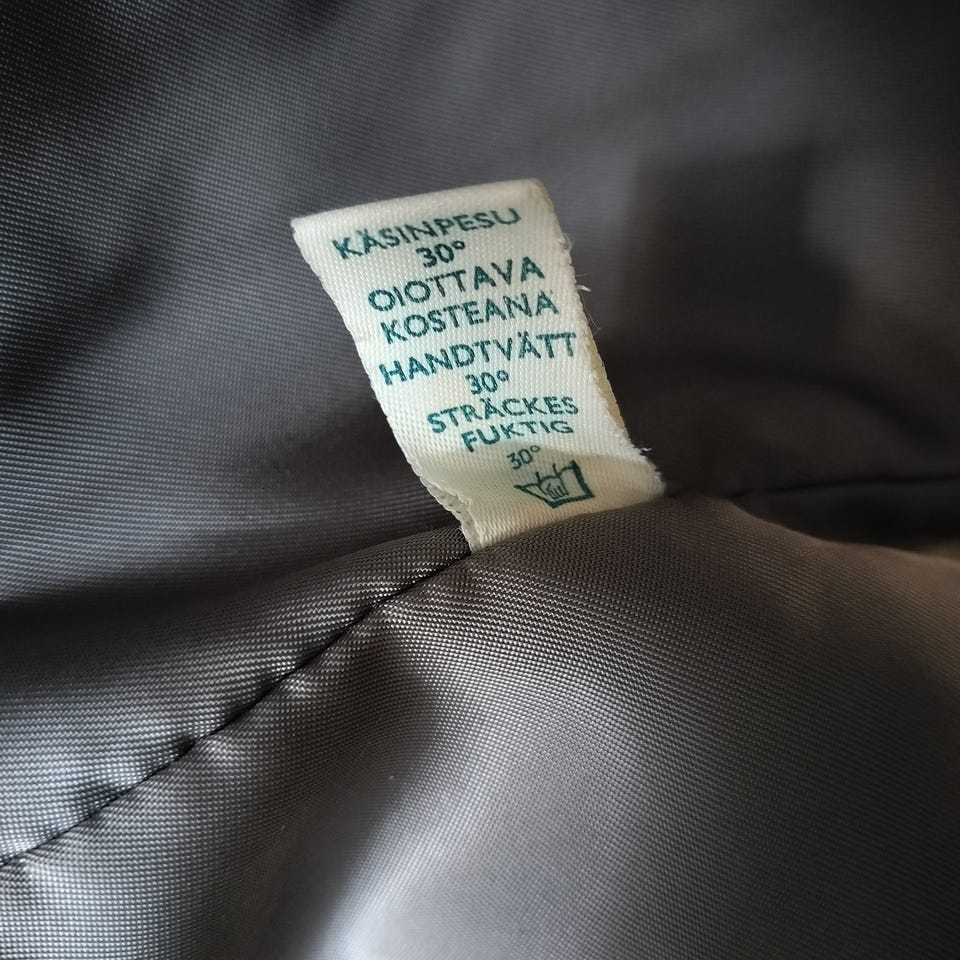 KÄSINPESU
30°
OIOTTAVA
KOSTEANA
HANDTVÄTT
30°
STRÄCKES
FUKTIG
30°